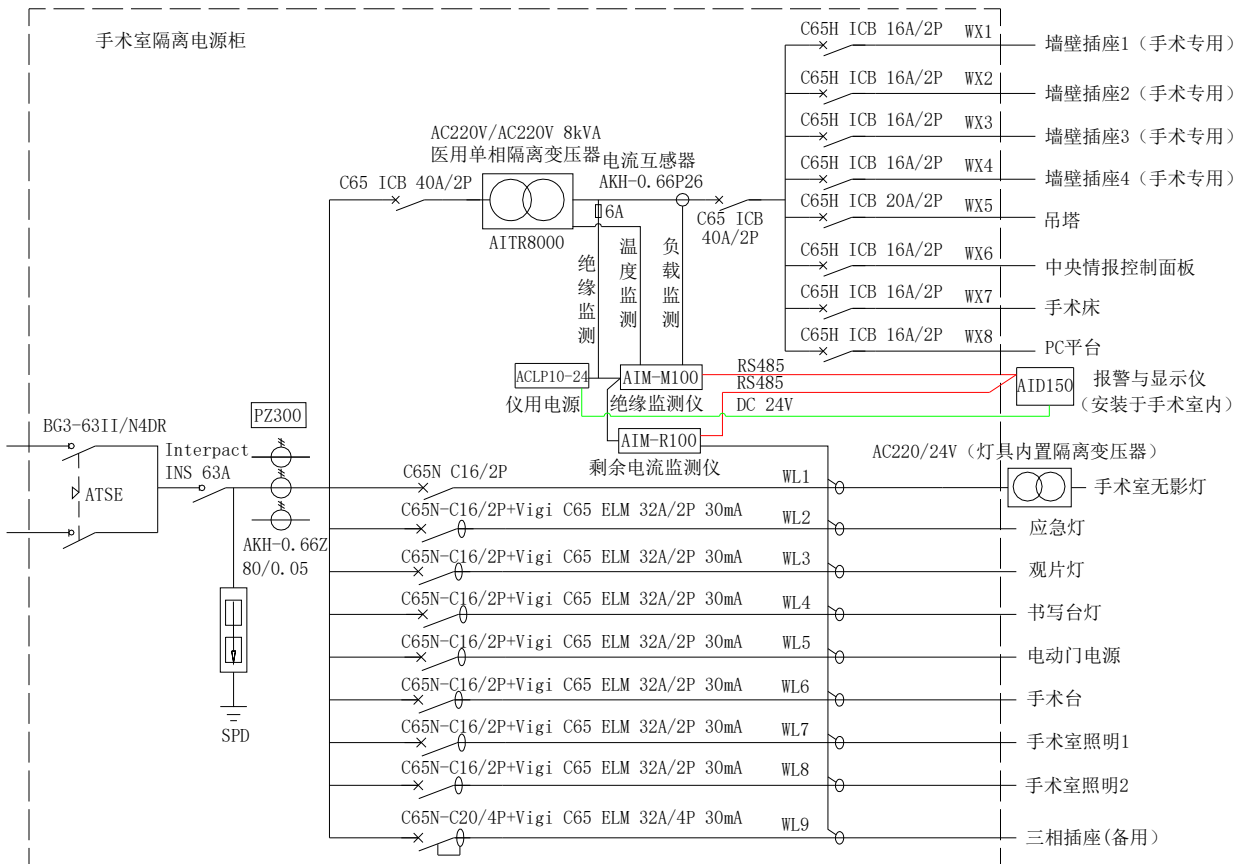 手术室隔离电源柜
C65H ICB 16A/2P WX1 墙壁插座1（手术专用）
C65H ICB 16A/2P WX2 墙壁插座2（手术专用）
C65H ICB 16A/2P WX3 墙壁插座3（手术专用）
C65H ICB 16A/2P WX4 墙壁插座4（手术专用）
C65H ICB 20A/2P WX5 吊塔
C65H ICB 16A/2P WX6 中央情报控制面板
C65H ICB 16A/2P WX7 手术床
C65H ICB 16A/2P WX8 PC平台
AC220V/AC220V 8kVA
医用单相隔离变压器
电流互感器
AKH-0.66P26
C65 ICB 40A/2P
AITR8000
6A
C65 ICB
40A/2P
绝缘监测
温度监测
负载监测
ACLP10-24
仪用电源
AIM-M100
绝缘监测仪
RS485
RS485
DC 24V
AID150
报警与显示仪
（安装于手术室内）
AIM-R100
剩余电流监测仪
PZ300
BG3-63II/N4DR
ATSE
Interpact
INS 63A
AKH-0.66Z
80/0.05
SPD
AC220/24V（灯具内置隔离变压器）
C65N C16/2P WL1 手术室无影灯
C65N-C16/2P+Vigi C65 ELM 32A/2P 30mA WL2 应急灯
C65N-C16/2P+Vigi C65 ELM 32A/2P 30mA WL3 观片灯
C65N-C16/2P+Vigi C65 ELM 32A/2P 30mA WL4 书写台灯
C65N-C16/2P+Vigi C65 ELM 32A/2P 30mA WL5 电动门电源
C65N-C16/2P+Vigi C65 ELM 32A/2P 30mA WL6 手术台
C65N-C16/2P+Vigi C65 ELM 32A/2P 30mA WL7 手术室照明1
C65N-C16/2P+Vigi C65 ELM 32A/2P 30mA WL8 手术室照明2
C65N-C20/4P+Vigi C65 ELM 32A/4P 30mA WL9 三相插座(备用)